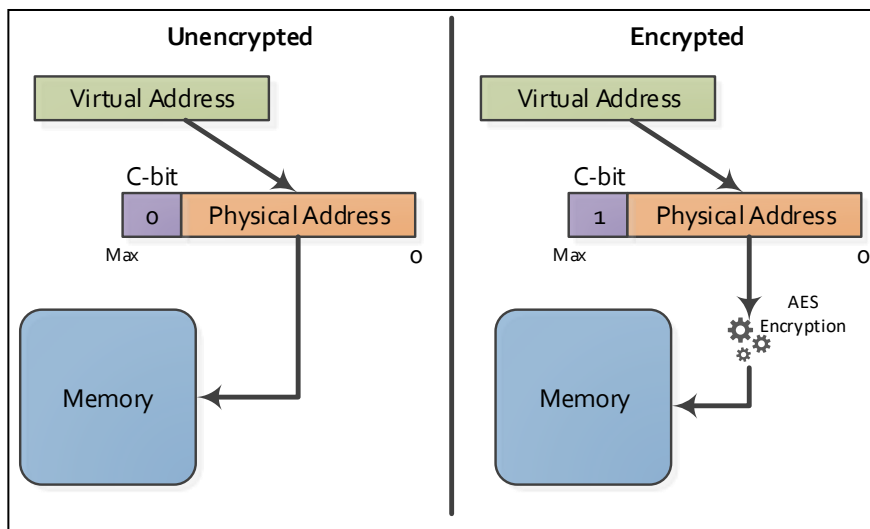 Unencrypted
Virtual Address
C-bit
0 Physical Address
Max 0
Memory
Encrypted
Virtual Address
C-bit
1 Physical Address
Max 0
AES
Encryption
Memory